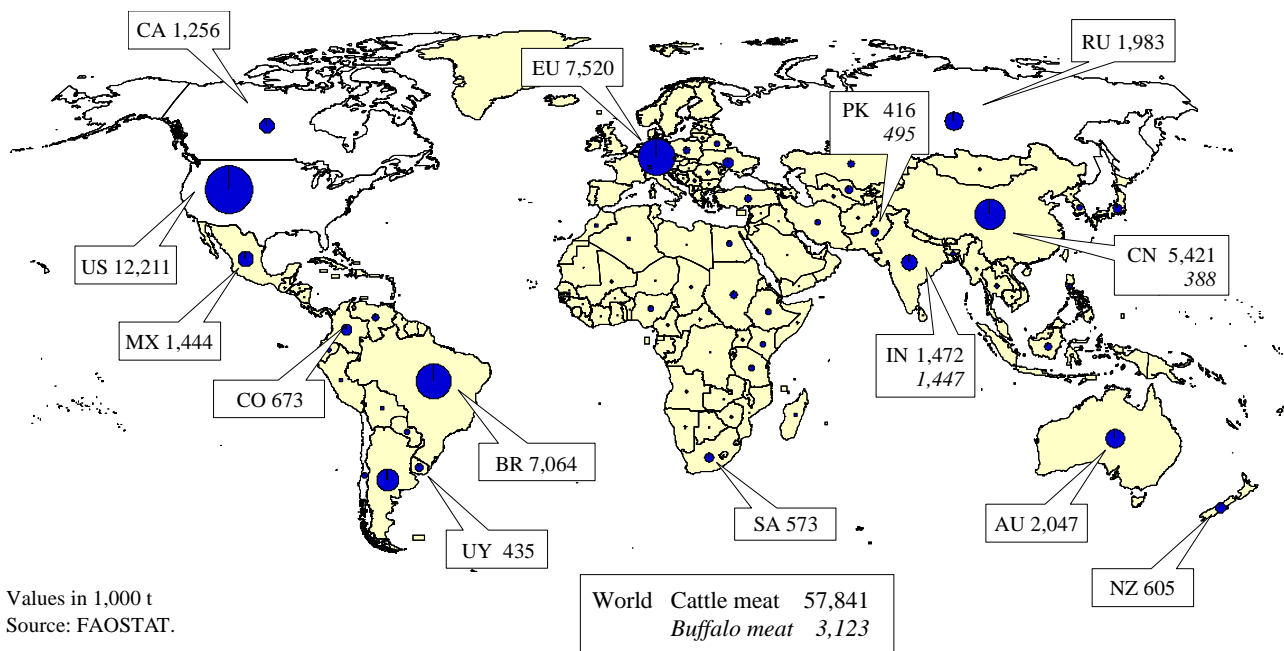 CA 1,256
RU 1,983
EU 7,520
PK 416
495
US 12,211
CN 5,421
388
MX 1,444
IN 1,472
1,447
CO 673
BR 7,064
SA 573
AU 2,047
UY 435
NZ 605
Values in 1,000 t
Source: FAOSTAT.
World Cattle meat 57,841
Buffalo meat 3,123